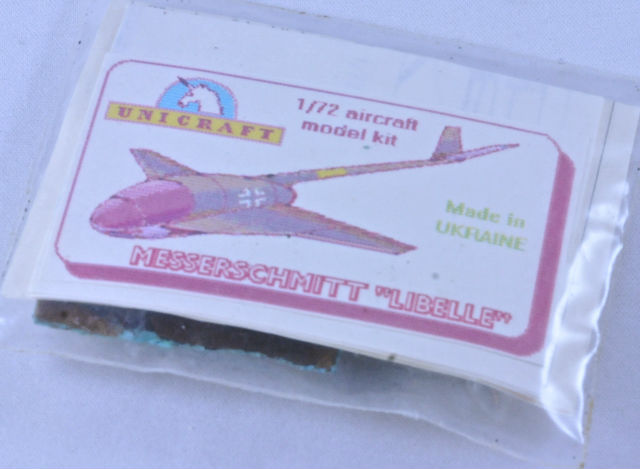 UNICRAFT
1/72 aircraft
model kit
Made in
UKRAINE
MESSERSCHMITT "LIBELLE"